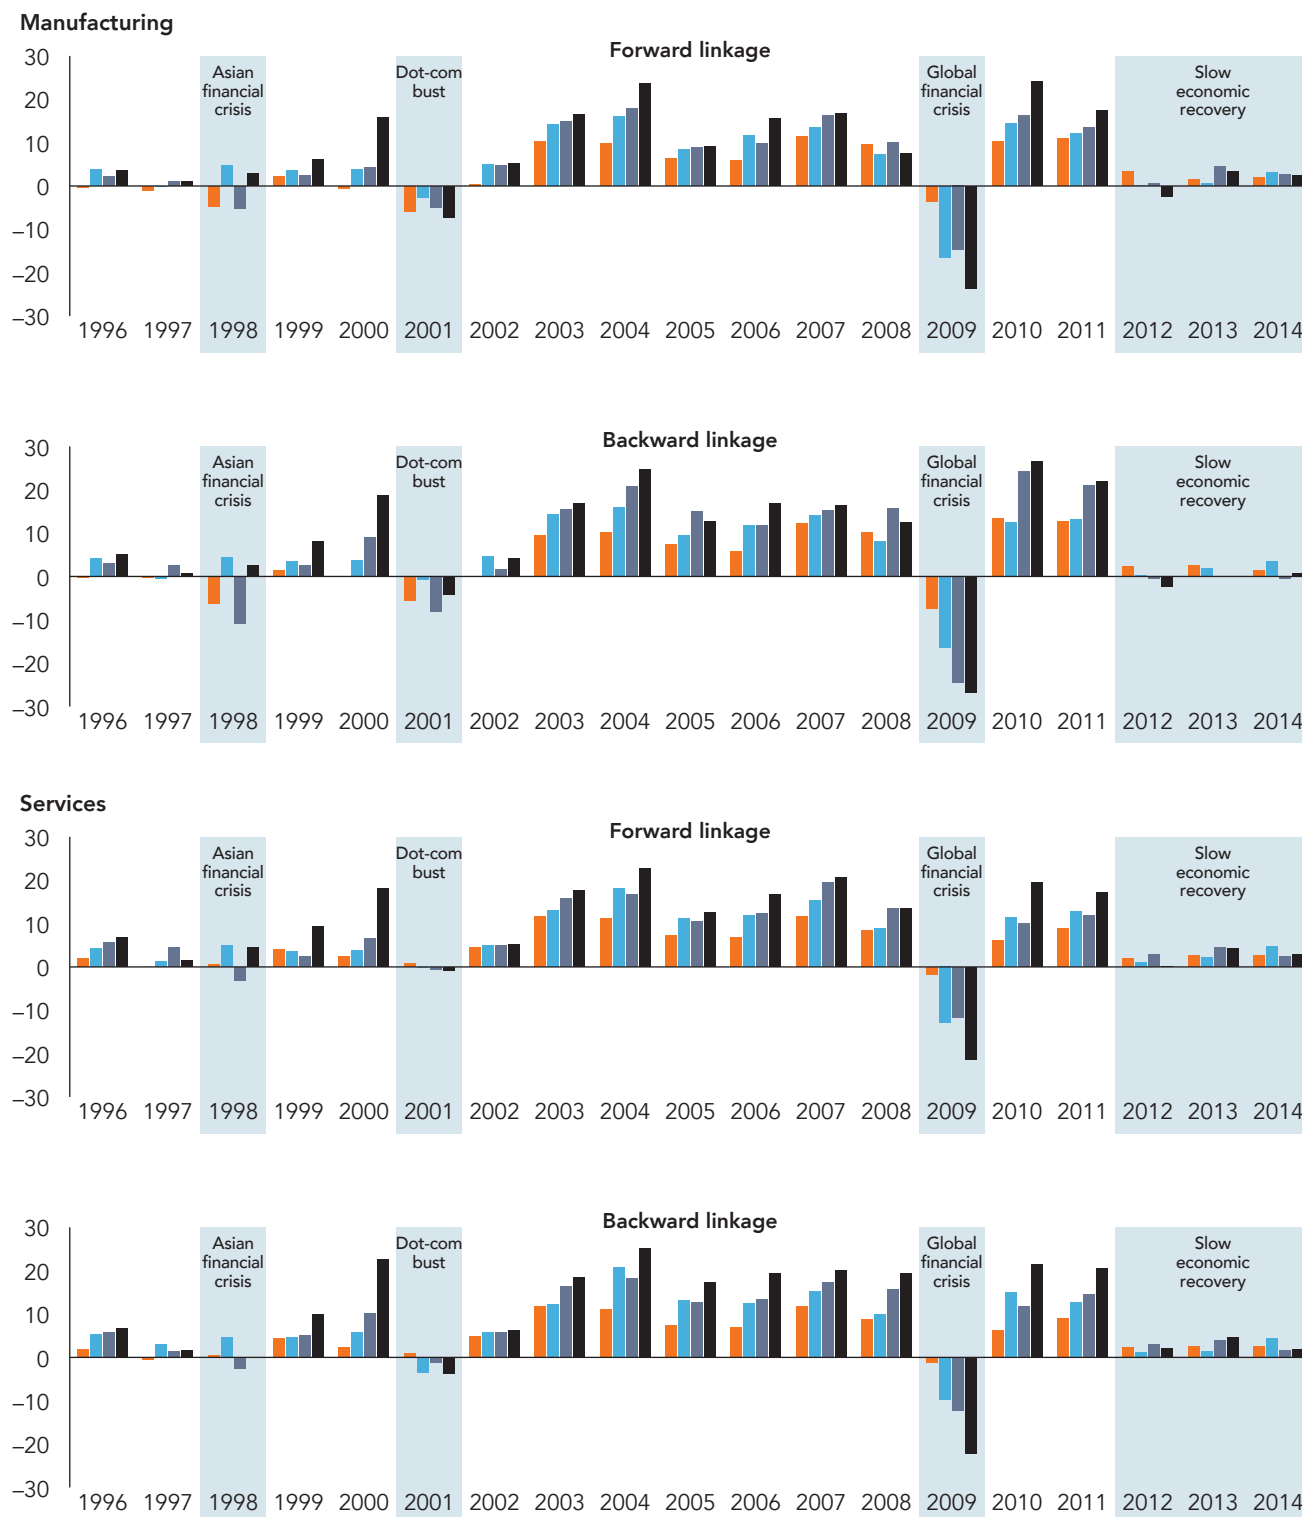 Manufacturing
Forward linkage
30
20
10
0
–10
–20
–30
Asian
financial
crisis
Dot-com
bust
Global
financial
crisis
Slow
economic
recovery
1996 1997 1998 1999 2000 2001 2002 2003 2004 2005 2006 2007 2008 2009 2010 2011 2012 2013 2014
Backward linkage
30
20
10
0
–10
–20
–30
Asian
financial
crisis
Dot-com
bust
Global
financial
crisis
Slow
economic
recovery
1996 1997 1998 1999 2000 2001 2002 2003 2004 2005 2006 2007 2008 2009 2010 2011 2012 2013 2014
Services
Forward linkage
30
20
10
0
–10
–20
–30
Asian
financial
crisis
Dot-com
bust
Global
financial
crisis
Slow
economic
recovery
1996 1997 1998 1999 2000 2001 2002 2003 2004 2005 2006 2007 2008 2009 2010 2011 2012 2013 2014
Backward linkage
30
20
10
0
–10
–20
–30
Asian
financial
crisis
Dot-com
bust
Global
financial
crisis
Slow
economic
recovery
1996 1997 1998 1999 2000 2001 2002 2003 2004 2005 2006 2007 2008 2009 2010 2011 2012 2013 2014